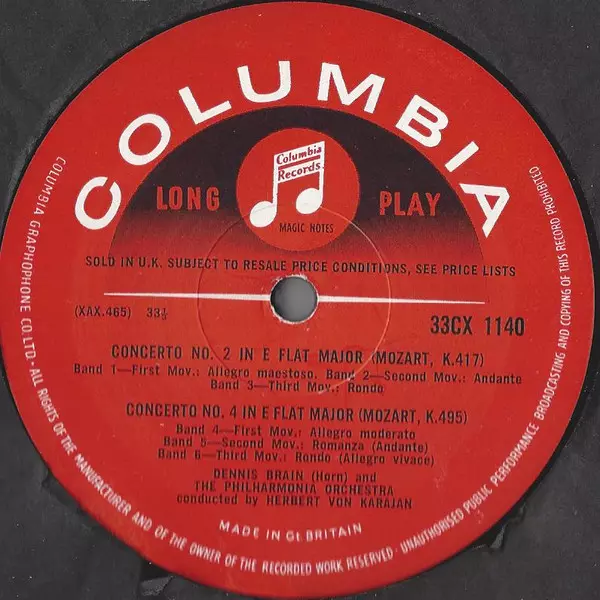 COLUMBIA
Columbia
Records
MAGIC NOTES
LONG PLAY
SOLD IN U.K. SUBJECT TO RESALE PRICE CONDITIONS, SEE PRICE LISTS
(XAX.465) 33⅓
33CX 1140
CONCERTO NO. 2 IN E FLAT MAJOR (MOZART, K.417)
Band 1—First Mov.: Allegro maestoso. Band 2—Second Mov.: Andante
Band 3—Third Mov.: Rondo
CONCERTO NO. 4 IN E FLAT MAJOR (MOZART, K.495)
Band 4—First Mov.: Allegro moderato
Band 5—Second Mov.: Romanza (Andante)
Band 6—Third Mov.: Rondo (Allegro vivace)
DENNIS BRAIN (Horn) and
THE PHILHARMONIA ORCHESTRA
conducted by HERBERT VON KARAJAN
MADE IN Gt. BRITAIN
COLUMBIA GRAPHOPHONE CO. LTD.- ALL RIGHTS OF THE MANUFACTURER AND OF THE OWNER OF THE RECORDED WORK RESERVED · UNAUTHORISED PUBLIC PERFORMANCE BROADCASTING AND COPYING OF THIS RECORD PROHIBITED